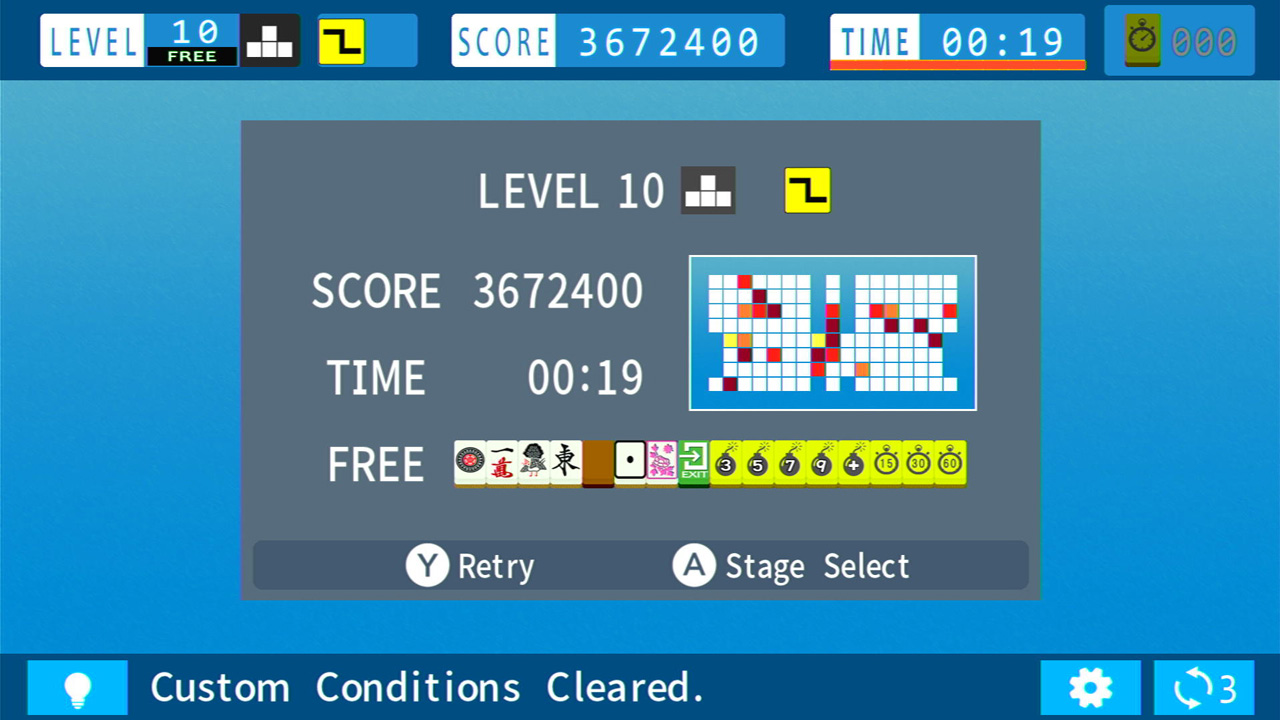 LEVEL 10 FREE SCORE 3672400 TIME 00:19 000
LEVEL 10
SCORE 3672400
TIME 00:19
FREE 一萬 東 EXIT 3 5 7 9 + 15 30 60
Y Retry A Stage Select
Custom Conditions Cleared. 3